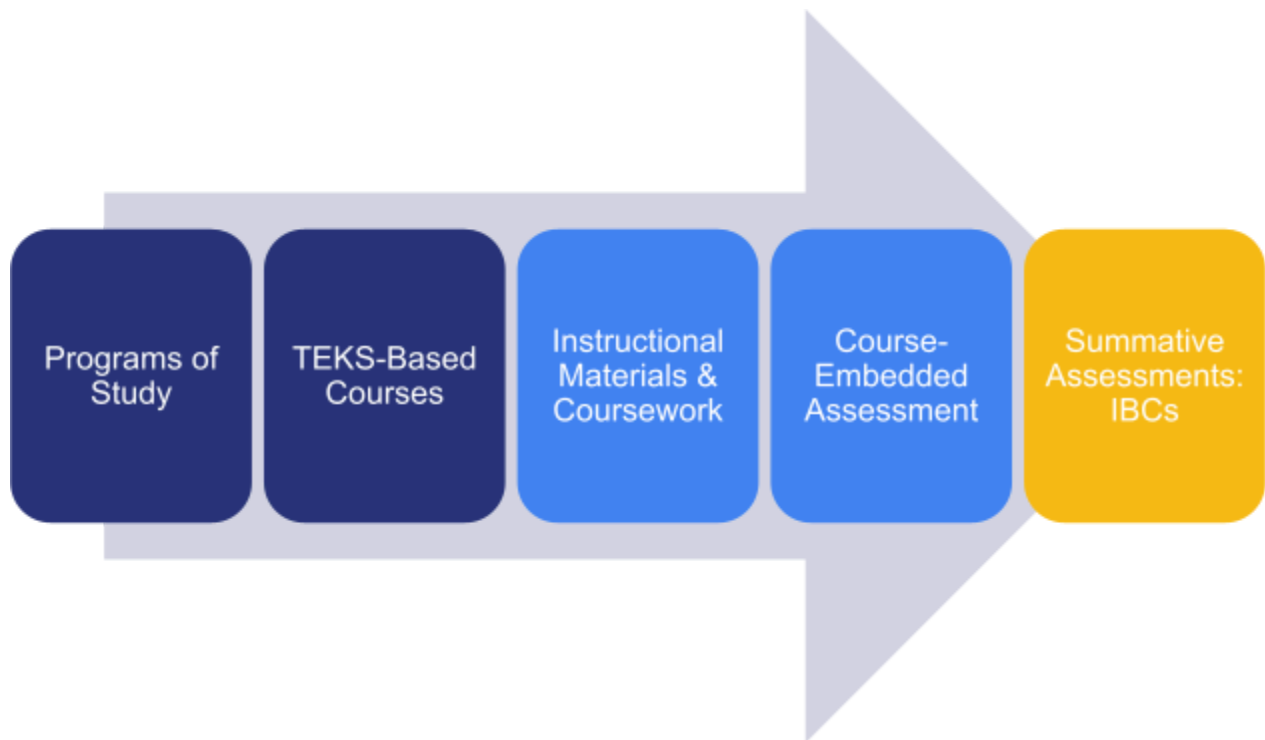 Programs of
Study
TEKS-Based
Courses
Instructional
Materials &
Coursework
Course-
Embedded
Assessment
Summative
Assessments:
IBCs